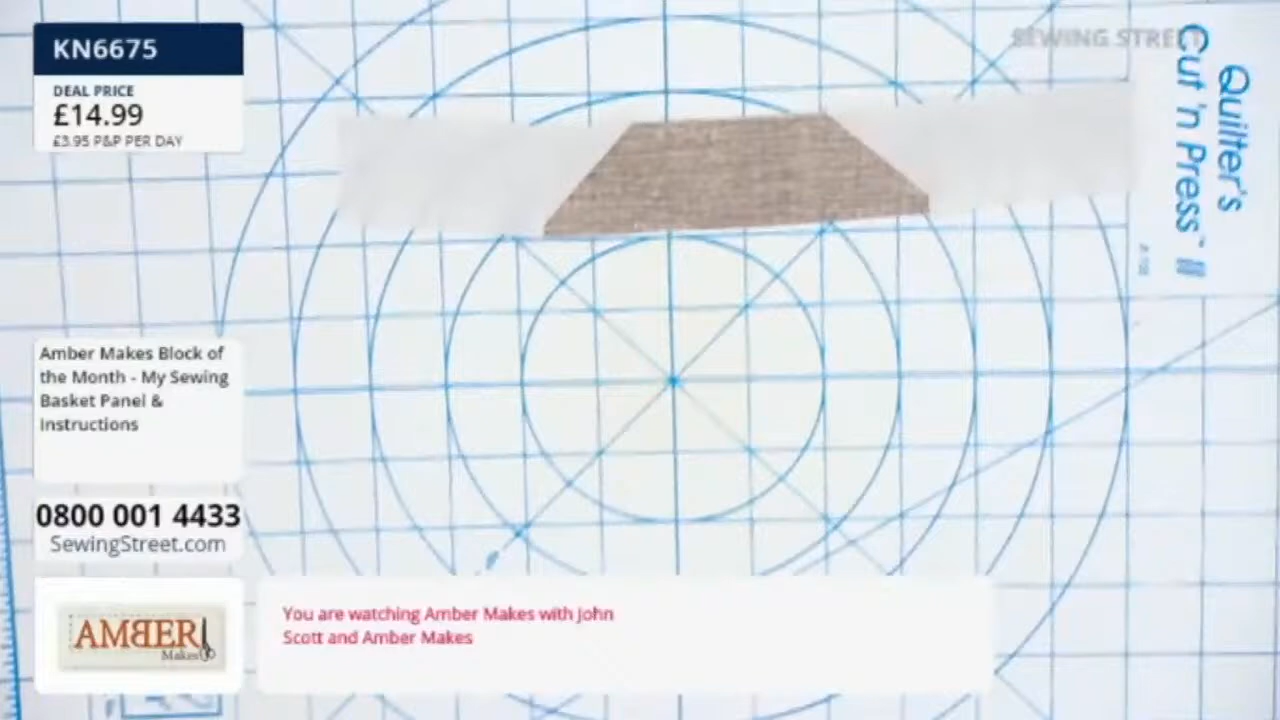 KN6675
DEAL PRICE
£14.99
£3.95 P&P PER DAY
SEWING STREET
Quilter's
Cut 'n Press™ III
Amber Makes Block of
the Month - My Sewing
Basket Panel &
Instructions
0800 001 4433
SewingStreet.com
AMBER
Makes
You are watching Amber Makes with John
Scott and Amber Makes